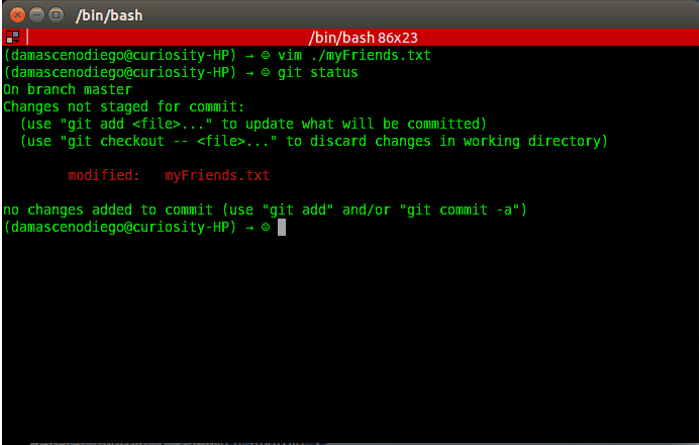 /bin/bash
/bin/bash 86x23
(damascenodiego@curiosity-HP) → ☺ vim ./myFriends.txt
(damascenodiego@curiosity-HP) → ☺ git status
On branch master
Changes not staged for commit:
  (use "git add <file>..." to update what will be committed)
  (use "git checkout -- <file>..." to discard changes in working directory)
        modified:   myFriends.txt
no changes added to commit (use "git add" and/or "git commit -a")
(damascenodiego@curiosity-HP) → ☺